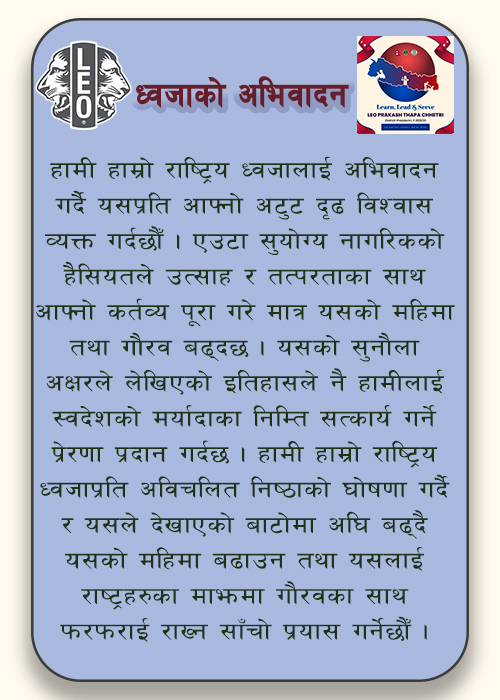 LEO
ध्वजाको अभिवादन
Learn, Lead & Serve
LEO PRAKASH THAPA CHHETRI
हामी हाम्रो राष्ट्रिय ध्वजालाई अभिवादन
गर्दै यसप्रति आफ्नो अटुट दृढ विश्वास
व्यक्त गर्दछौँ । एउटा सुयोग्य नागरिकको
हैसियतले उत्साह र तत्परताका साथ
आफ्नो कर्तव्य पूरा गरे मात्र यसको महिमा
तथा गौरव बढ्दछ । यसको सुनौला
अक्षरले लेखिएको इतिहासले नै हामीलाई
स्वदेशको मर्यादाका निम्ति सत्कार्य गर्ने
प्रेरणा प्रदान गर्दछ । हामी हाम्रो राष्ट्रिय
ध्वजाप्रति अविचलित निष्ठाको घोषणा गर्दै
र यसले देखाएको बाटोमा अघि बढ्दै
यसको महिमा बढाउन तथा यसलाई
राष्ट्रहरुका माझमा गौरवका साथ
फरफराई राख्न साँचो प्रयास गर्नेछौँ ।